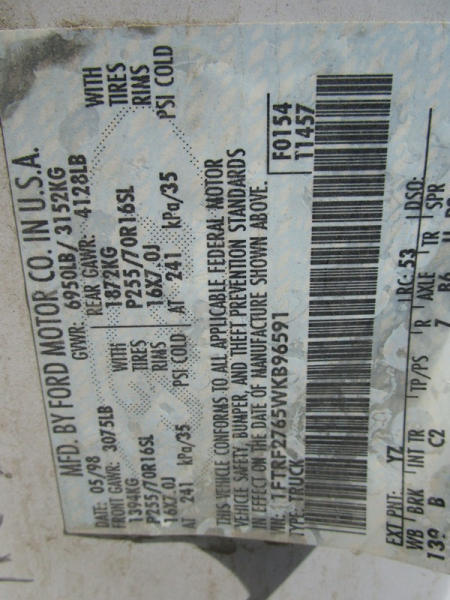 MFD. BY FORD MOTOR CO. IN U.S.A.
DATE: 05/98 GVWR: 6950LB/ 3152KG
FRONT GAWR: 3075LB REAR GAWR: 4128LB
1394KG WITH 1872KG WITH
P255/70R16SL TIRES P255/70R16SL TIRES
16X7.0J RIMS 16X7.0J RIMS
AT 241 kPa/35 PSI COLD AT 241 kPa/35 PSI COLD
THIS VEHICLE CONFORMS TO ALL APPLICABLE FEDERAL MOTOR
VEHICLE SAFETY, BUMPER, AND THEFT PREVENTION STANDARDS
IN EFFECT ON THE DATE OF MANUFACTURE SHOWN ABOVE.
VIN: 1FTRF2765WKB96591 F0154
TYPE: TRUCK T1457
EXT PNT: YZ RC:53 DSO:
WB BRK INT TR TP/PS R AXLE TR SPR
139 B C2 7 B6